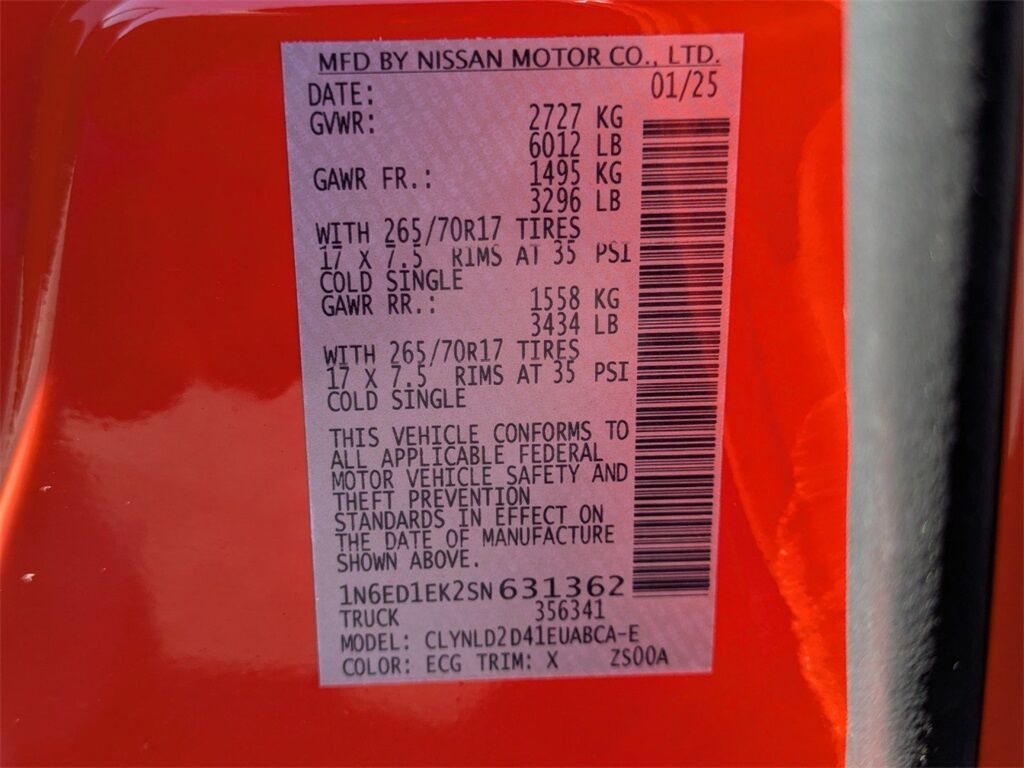 MFD BY NISSAN MOTOR CO., LTD.
DATE: 01/25
GVWR: 2727 KG
6012 LB
GAWR FR.: 1495 KG
3296 LB
WITH 265/70R17 TIRES
17 X 7.5 RIMS AT 35 PSI
COLD SINGLE
GAWR RR.: 1558 KG
3434 LB
WITH 265/70R17 TIRES
17 X 7.5 RIMS AT 35 PSI
COLD SINGLE
THIS VEHICLE CONFORMS TO
ALL APPLICABLE FEDERAL
MOTOR VEHICLE SAFETY AND
THEFT PREVENTION
STANDARDS IN EFFECT ON
THE DATE OF MANUFACTURE
SHOWN ABOVE.
1N6ED1EK2SN631362
TRUCK 356341
MODEL: CLYNLD2D41EUABCA-E
COLOR: ECG TRIM: X ZS00A